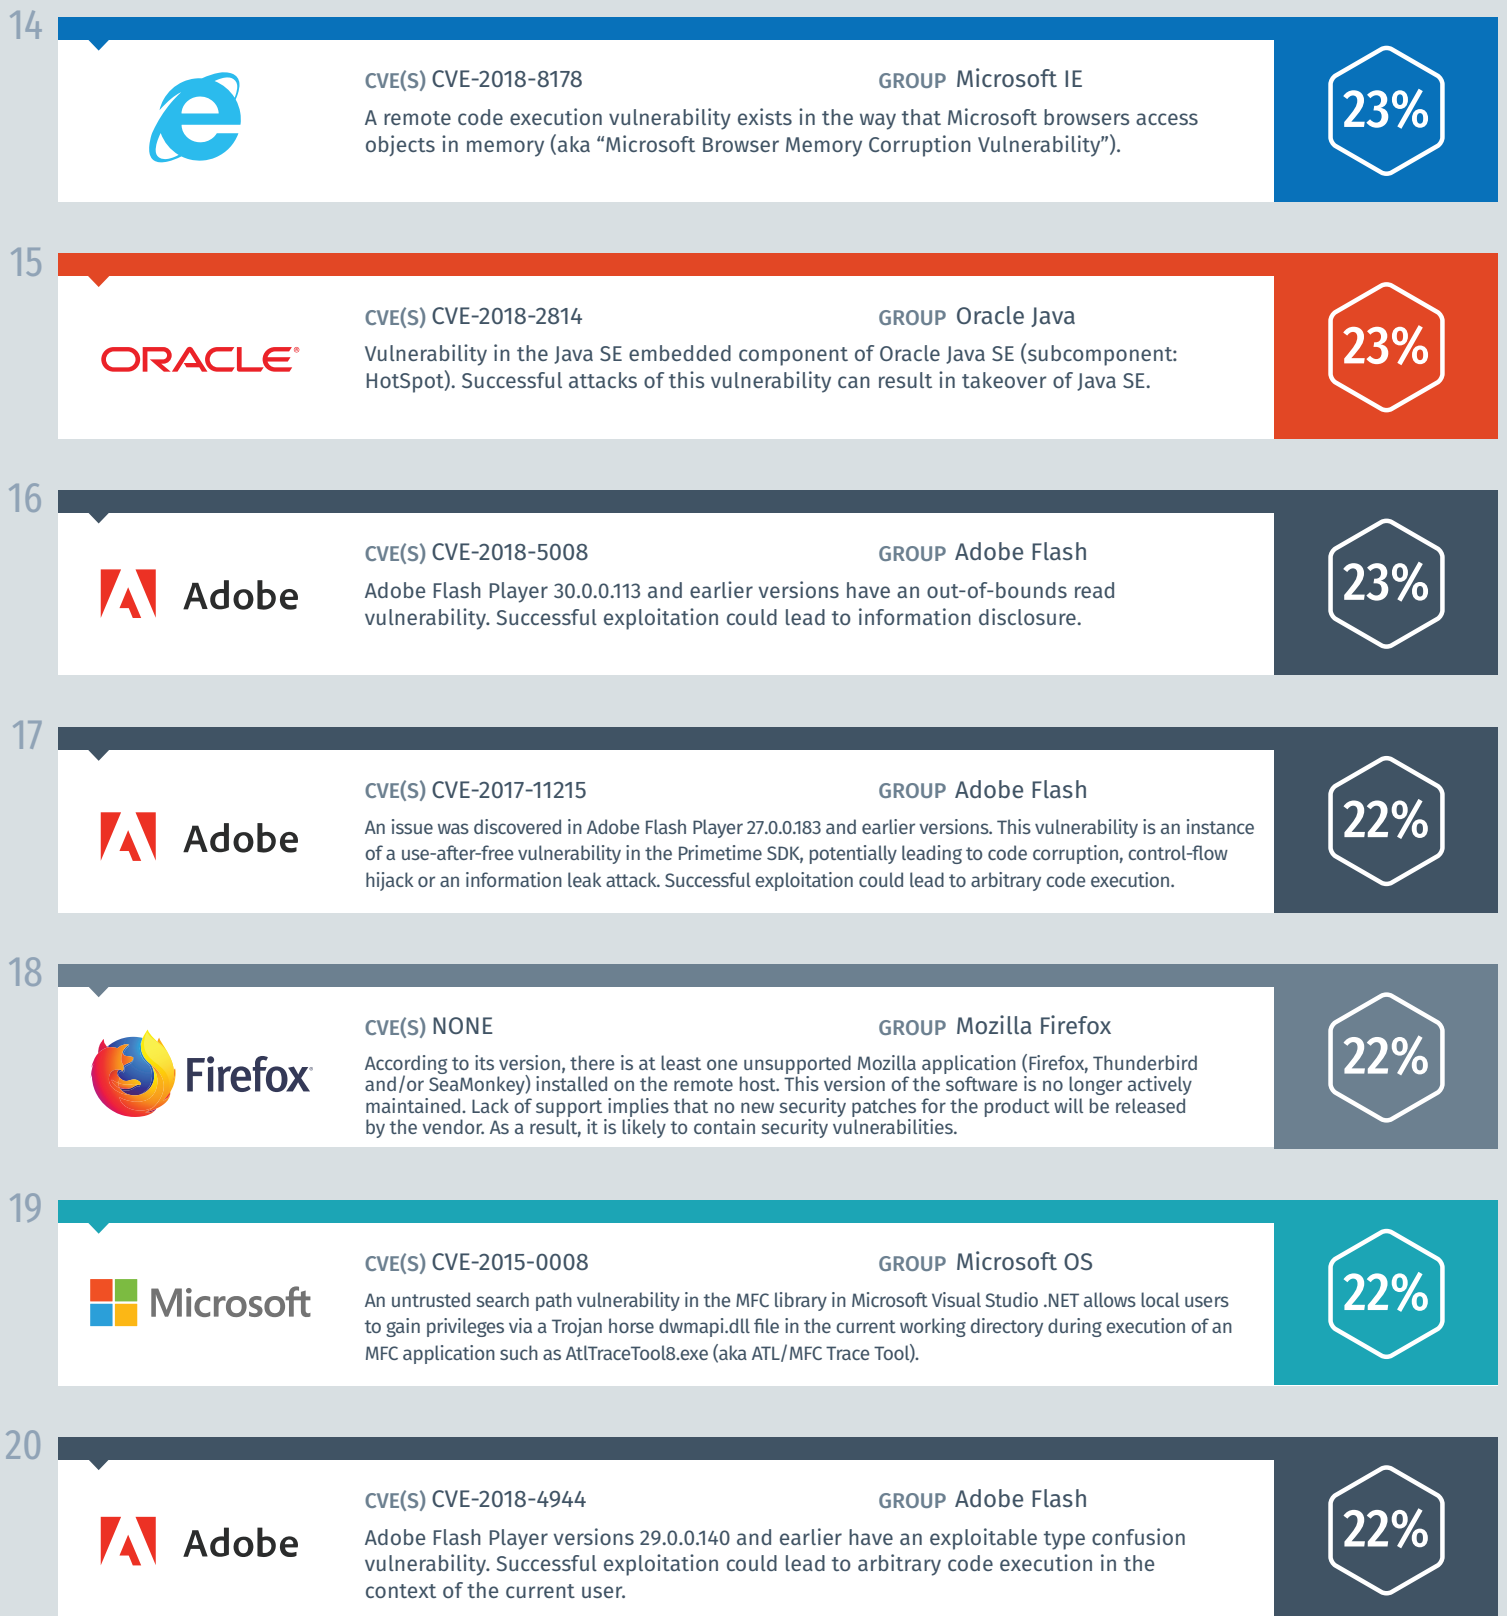 14
CVE(S) CVE-2018-8178 GROUP Microsoft IE
A remote code execution vulnerability exists in the way that Microsoft browsers access
objects in memory (aka “Microsoft Browser Memory Corruption Vulnerability”).
23%
15
ORACLE®
CVE(S) CVE-2018-2814 GROUP Oracle Java
Vulnerability in the Java SE embedded component of Oracle Java SE (subcomponent:
HotSpot). Successful attacks of this vulnerability can result in takeover of Java SE.
23%
16
Adobe
CVE(S) CVE-2018-5008 GROUP Adobe Flash
Adobe Flash Player 30.0.0.113 and earlier versions have an out-of-bounds read
vulnerability. Successful exploitation could lead to information disclosure.
23%
17
Adobe
CVE(S) CVE-2017-11215 GROUP Adobe Flash
An issue was discovered in Adobe Flash Player 27.0.0.183 and earlier versions. This vulnerability is an instance
of a use-after-free vulnerability in the Primetime SDK, potentially leading to code corruption, control-flow
hijack or an information leak attack. Successful exploitation could lead to arbitrary code execution.
22%
18
Firefox
CVE(S) NONE GROUP Mozilla Firefox
According to its version, there is at least one unsupported Mozilla application (Firefox, Thunderbird
and/or SeaMonkey) installed on the remote host. This version of the software is no longer actively
maintained. Lack of support implies that no new security patches for the product will be released
by the vendor. As a result, it is likely to contain security vulnerabilities.
22%
19
Microsoft
CVE(S) CVE-2015-0008 GROUP Microsoft OS
An untrusted search path vulnerability in the MFC library in Microsoft Visual Studio .NET allows local users
to gain privileges via a Trojan horse dwmapi.dll file in the current working directory during execution of an
MFC application such as AtlTraceTool8.exe (aka ATL/MFC Trace Tool).
22%
20
Adobe
CVE(S) CVE-2018-4944 GROUP Adobe Flash
Adobe Flash Player versions 29.0.0.140 and earlier have an exploitable type confusion
vulnerability. Successful exploitation could lead to arbitrary code execution in the
context of the current user.
22%